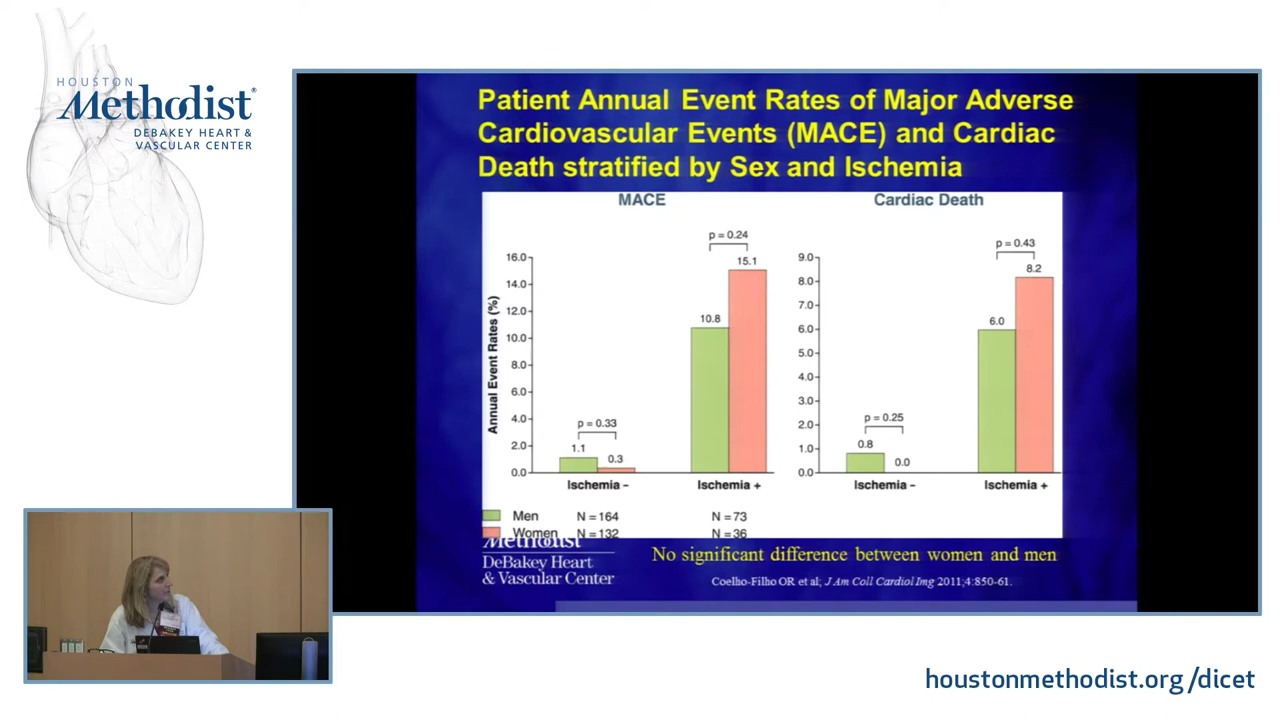 HOUSTON
Methodist®
DEBAKEY HEART &
VASCULAR CENTER
Patient Annual Event Rates of Major Adverse
Cardiovascular Events (MACE) and Cardiac
Death stratified by Sex and Ischemia
MACE
Annual Event Rates (%)
16.0
14.0
12.0
10.0
8.0
6.0
4.0
2.0
0.0
p = 0.33
1.1
0.3
p = 0.24
10.8
15.1
Ischemia –
Ischemia +
Cardiac Death
9.0
8.0
7.0
6.0
5.0
4.0
3.0
2.0
1.0
0.0
p = 0.25
0.8
0.0
p = 0.43
6.0
8.2
Ischemia –
Ischemia +
Men N = 164 N = 73
Women N = 132 N = 36
Methodist
DeBakey Heart
& Vascular Center
No significant difference between women and men
Coelho-Filho OR et al; J Am Coll Cardiol Img 2011;4:850-61.
houstonmethodist.org/dicet